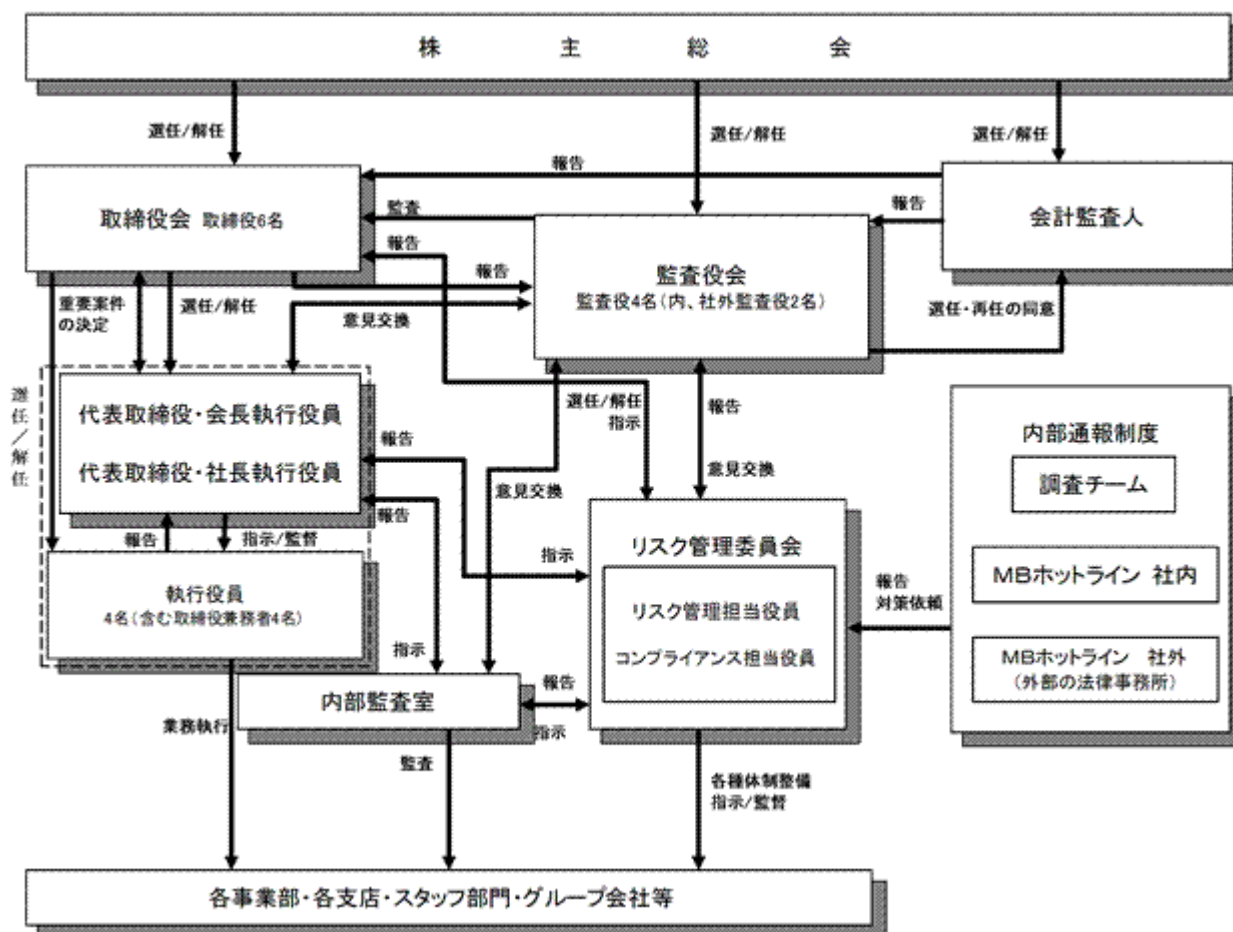 株主総会
選任/解任
選任/解任
選任/解任
報告
取締役会 取締役6名
監査
報告
会計監査人
報告
監査役会
監査役4名(内、社外監査役2名)
報告
重要案件
の決定
選任/解任
意見交換
選任・再任の同意
選任/解任
代表取締役・会長執行役員
代表取締役・社長執行役員
報告
報告
選任/解任
指示
報告
意見交換
意見交換
内部通報制度
調査チーム
MBホットライン 社内
MBホットライン 社外
(外部の法律事務所)
報告
指示/監督
執行役員
4名(含む取締役兼務者4名)
指示
リスク管理委員会
リスク管理担当役員
コンプライアンス担当役員
報告
対策依頼
指示
内部監査室
報告
指示
業務執行
監査
各種体制整備
指示/監督
各事業部・各支店・スタッフ部門・グループ会社等